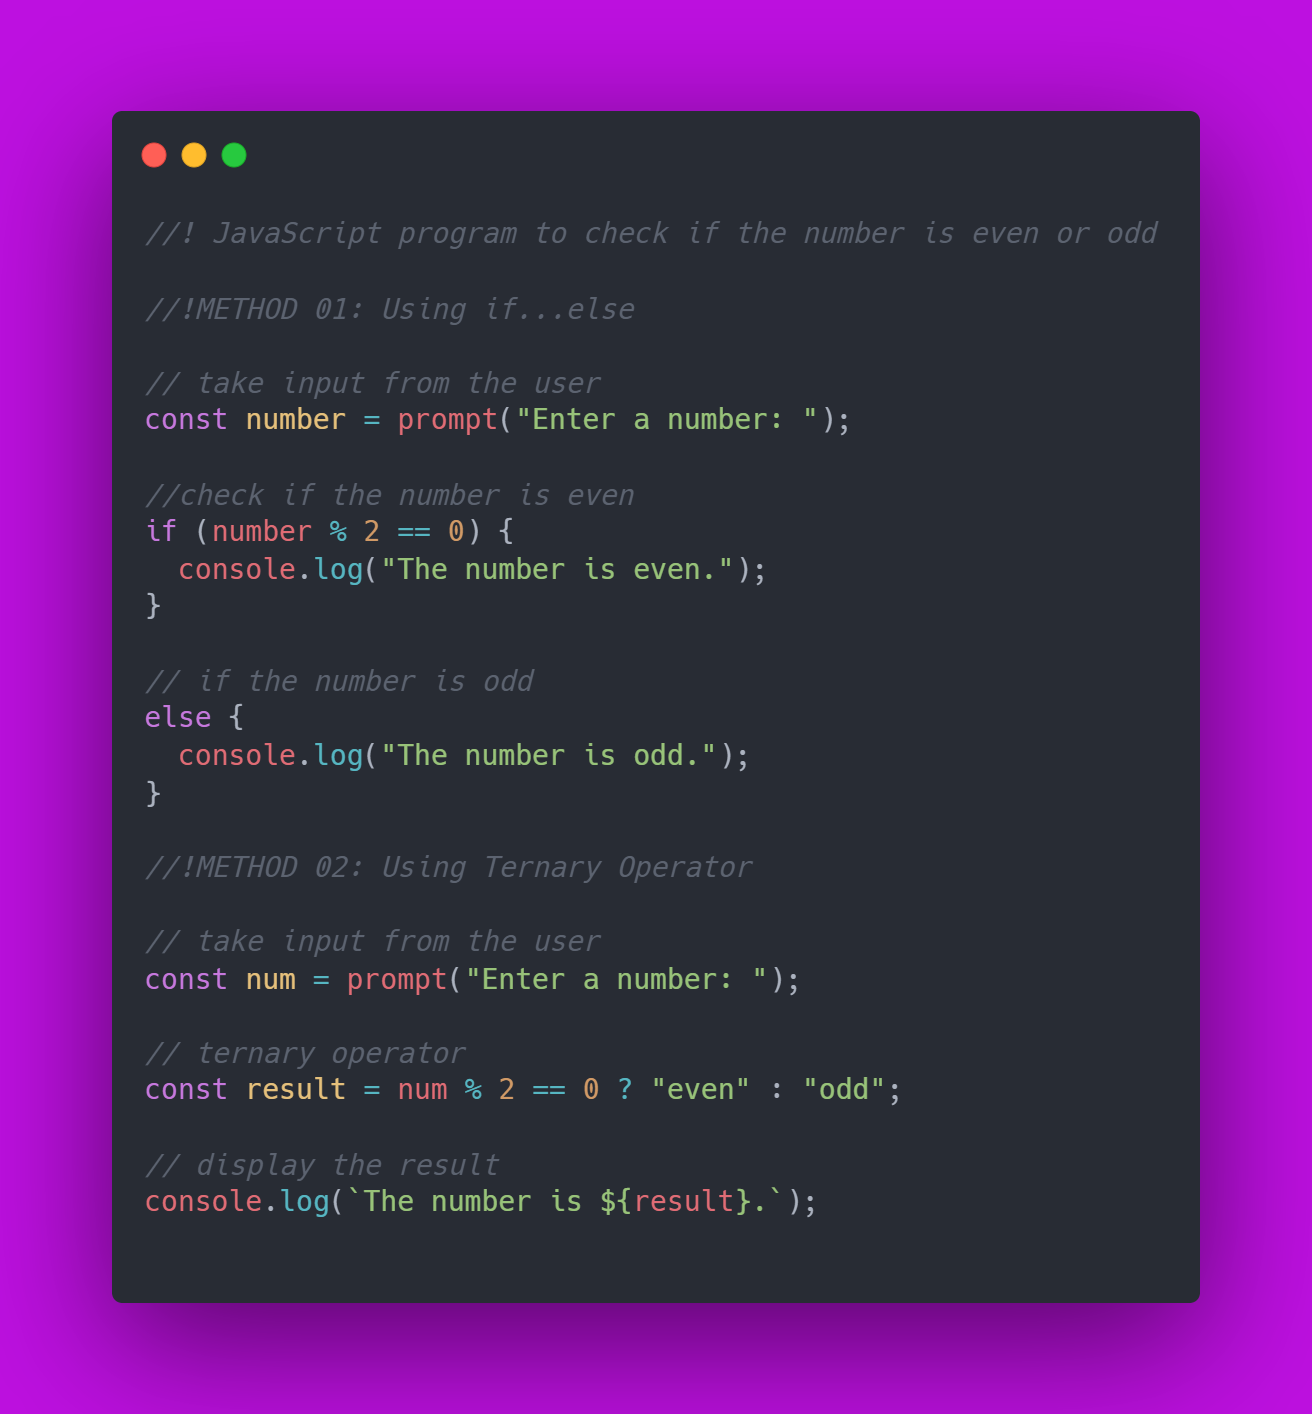 //! JavaScript program to check if the number is even or odd
//!METHOD 01: Using if...else
// take input from the user
const number = prompt("Enter a number: ");
//check if the number is even
if (number % 2 == 0) {
  console.log("The number is even.");
}
// if the number is odd
else {
  console.log("The number is odd.");
}
//!METHOD 02: Using Ternary Operator
// take input from the user
const num = prompt("Enter a number: ");
// ternary operator
const result = num % 2 == 0 ? "even" : "odd";
// display the result
console.log(`The number is ${result}.`);